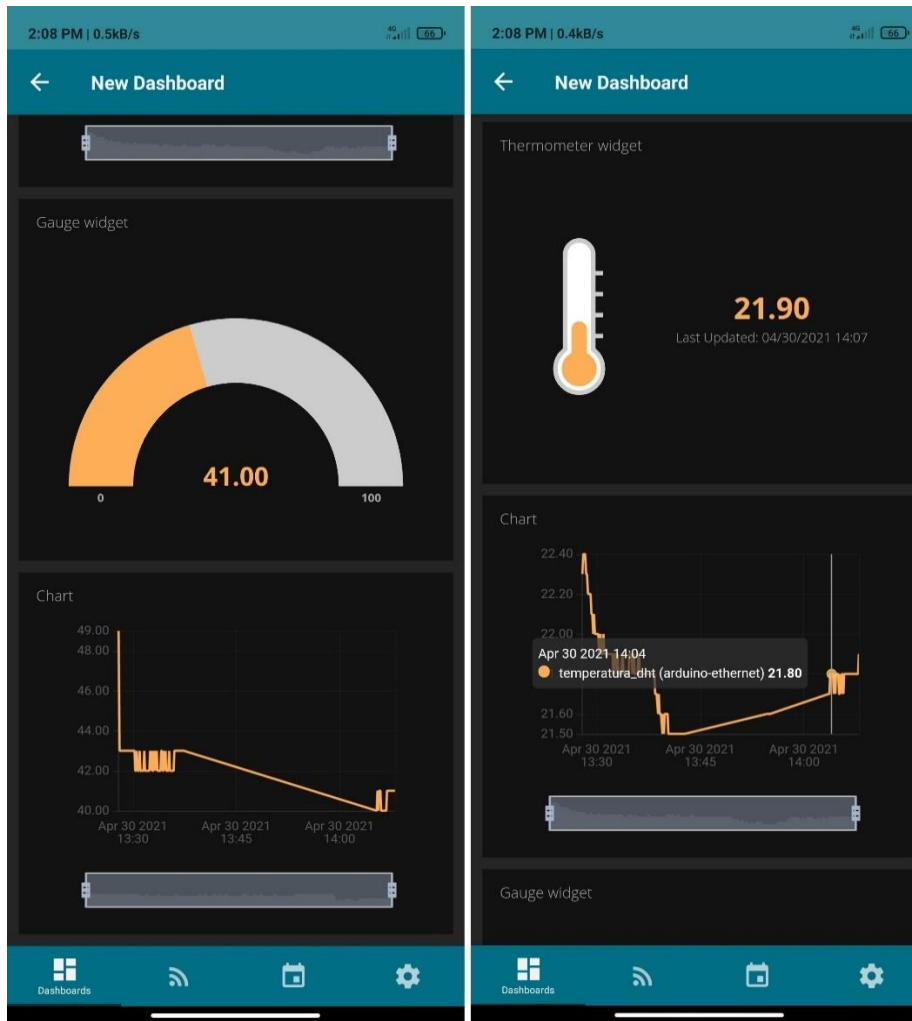 2:08 PM | 0.5kB/s
4G
66
New Dashboard
Gauge widget
41.00
0
100
Chart
49.00
48.00
46.00
44.00
42.00
40.00
Apr 30 2021
13:30
Apr 30 2021
13:45
Apr 30 2021
14:00
Dashboards
2:08 PM | 0.4kB/s
4G
66
New Dashboard
Thermometer widget
21.90
Last Updated: 04/30/2021 14:07
Chart
22.40
22.20
22.00
Apr 30 2021 14:04
temperatura_dht (arduino-ethernet) 21.80
21.60
21.50
Apr 30 2021
13:30
Apr 30 2021
13:45
Apr 30 2021
14:00
Gauge widget
Dashboards